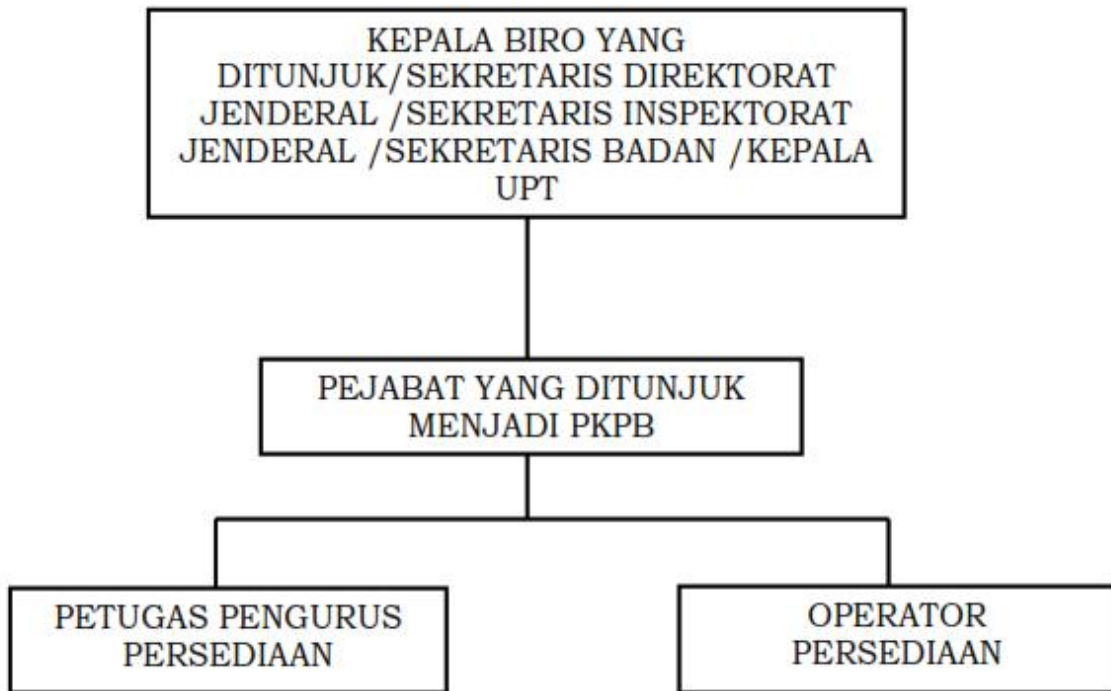 KEPALA BIRO YANG
DITUNJUK/SEKRETARIS DIREKTORAT
JENDERAL /SEKRETARIS INSPEKTORAT
JENDERAL /SEKRETARIS BADAN /KEPALA
UPT
PEJABAT YANG DITUNJUK
MENJADI PKPB
PETUGAS PENGURUS
PERSEDIAAN
OPERATOR
PERSEDIAAN